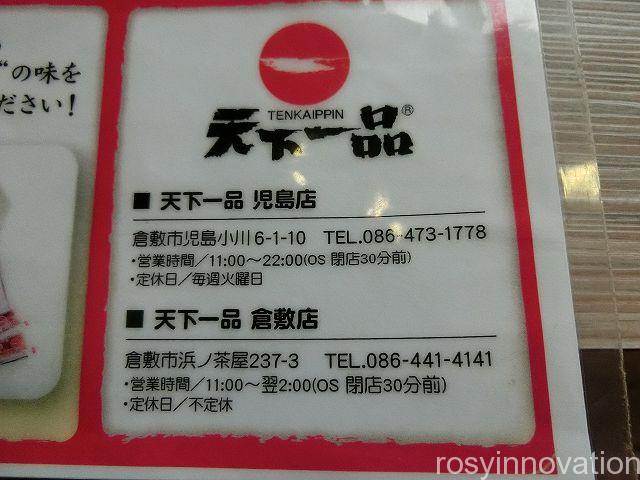 “の味を
ださい!
TENKAIPPIN
天下一品®
■ 天下一品 児島店
倉敷市児島小川6-1-10 TEL.086-473-1778
・営業時間/11:00〜22:00(OS 閉店30分前)
・定休日/毎週火曜日
■ 天下一品 倉敷店
倉敷市浜ノ茶屋237-3 TEL.086-441-4141
・営業時間/11:00〜翌2:00(OS 閉店30分前)
・定休日/不定休
rosyinnovation